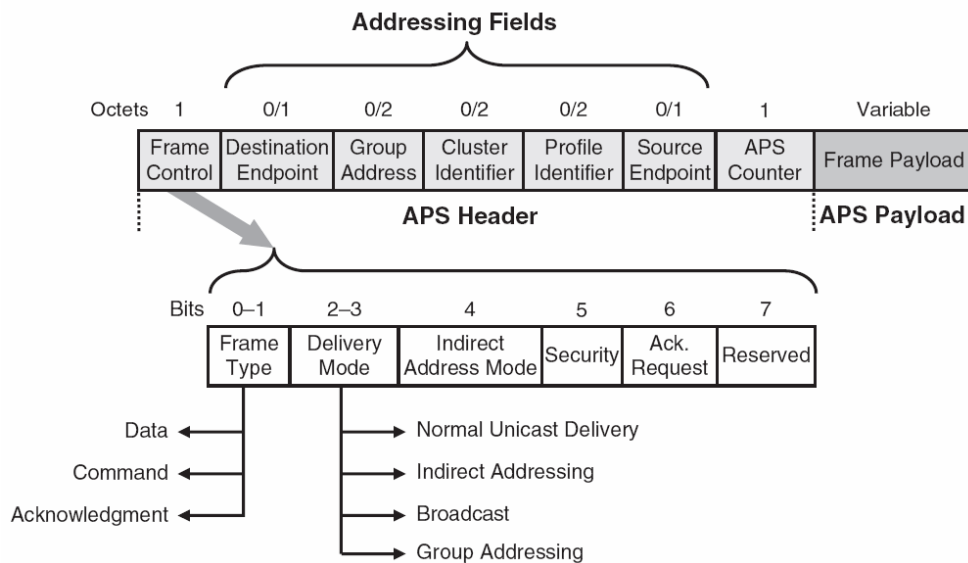 Addressing Fields
Octets 1 0/1 0/2 0/2 0/2 0/1 1 Variable
Frame Control
Destination Endpoint
Group Address
Cluster Identifier
Profile Identifier
Source Endpoint
APS Counter
Frame Payload
APS Header
APS Payload
Bits 0–1 2–3 4 5 6 7
Frame Type
Delivery Mode
Indirect Address Mode
Security
Ack. Request
Reserved
Data
Normal Unicast Delivery
Command
Indirect Addressing
Acknowledgment
Broadcast
Group Addressing